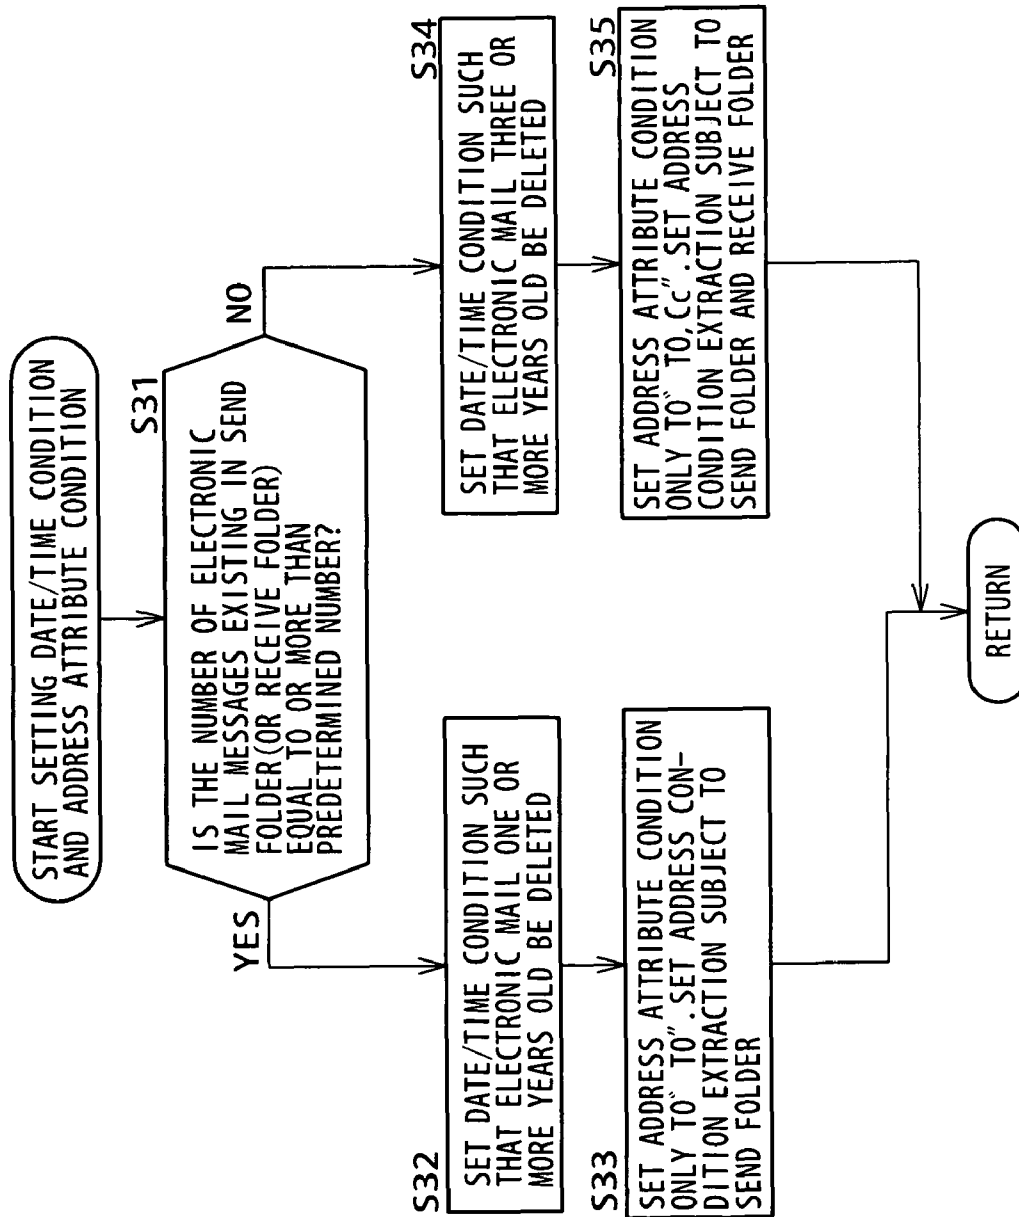 START SETTING DATE/TIME CONDITION
AND ADDRESS ATTRIBUTE CONDITION
S31
IS THE NUMBER OF ELECTRONIC
MAIL MESSAGES EXISTING IN SEND
FOLDER(OR RECEIVE FOLDER)
EQUAL TO OR MORE THAN
PREDETERMINED NUMBER?
YES
NO
S32
SET DATE/TIME CONDITION SUCH
THAT ELECTRONIC MAIL ONE OR
MORE YEARS OLD BE DELETED
S33
SET ADDRESS ATTRIBUTE CONDITION
ONLY TO‶ TO″.SET ADDRESS CON-
DITION EXTRACTION SUBJECT TO
SEND FOLDER
S34
SET DATE/TIME CONDITION SUCH
THAT ELECTRONIC MAIL THREE OR
MORE YEARS OLD BE DELETED
S35
SET ADDRESS ATTRIBUTE CONDITION
ONLY TO‶ TO,Cc″.SET ADDRESS
CONDITION EXTRACTION SUBJECT TO
SEND FOLDER AND RECEIVE FOLDER
RETURN